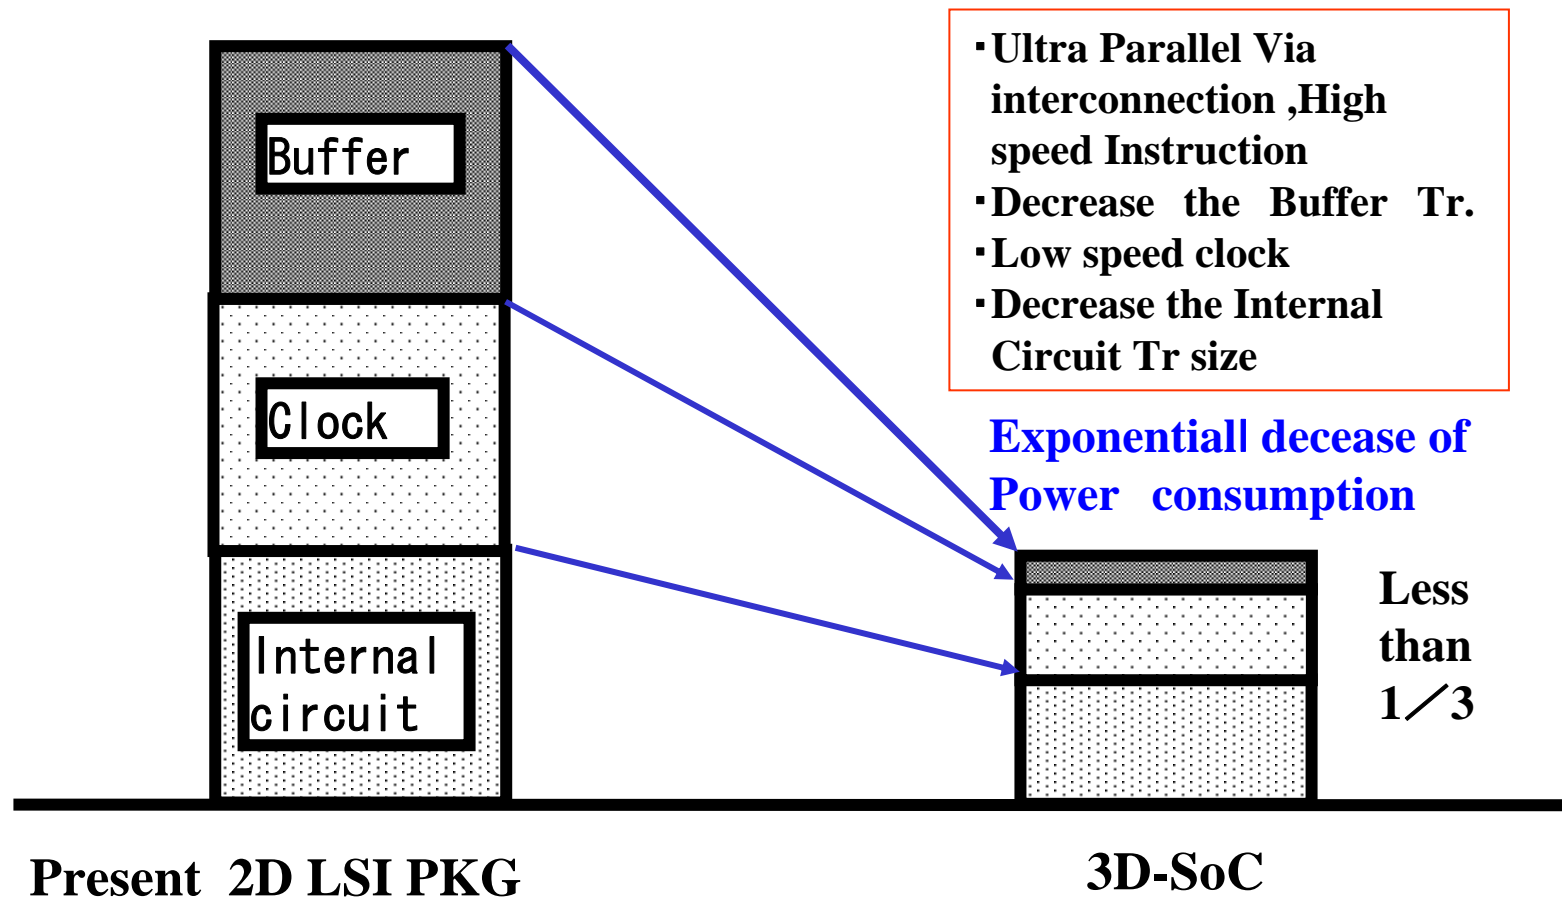 Buffer
Clock
Internal
circuit
Present 2D LSI PKG
・Ultra Parallel Via
interconnection ,High
speed Instruction
・Decrease the Buffer Tr.
・Low speed clock
・Decrease the Internal
Circuit Tr size
Exponentiall decease of
Power consumption
Less
than
1／3
3D-SoC